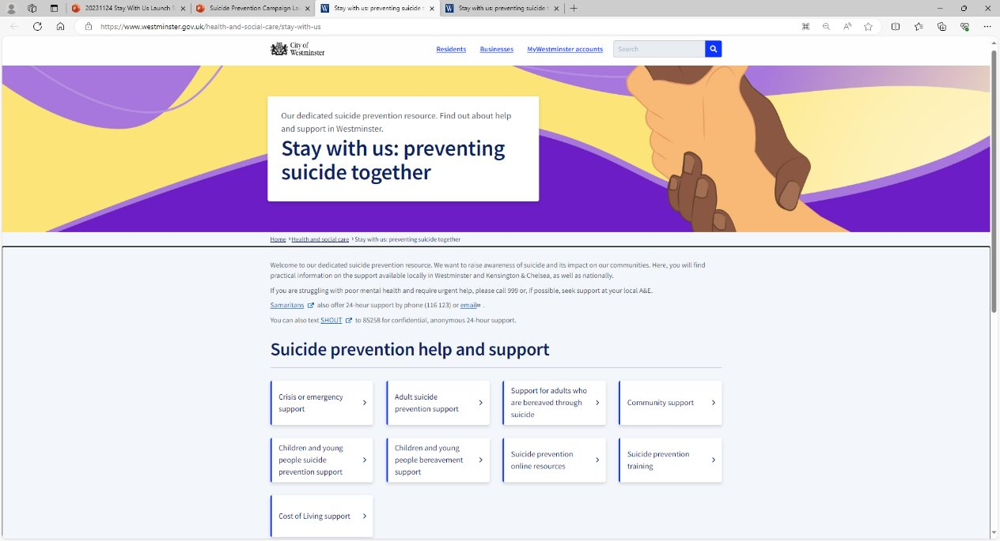 20231124 Stay With Us Launch S
Suicide Prevention Campaign La
Stay with us: preventing suicide t
Stay with us: preventing suicide t
https://www.westminster.gov.uk/health-and-social-care/stay-with-us
City of
Westminster
Residents
Businesses
MyWestminster accounts
Search
Our dedicated suicide prevention resource. Find out about help
and support in Westminster.
Stay with us: preventing
suicide together
Home › Health and social care › Stay with us: preventing suicide together
Welcome to our dedicated suicide prevention resource. We want to raise awareness of suicide and its impact on our communities. Here, you will find
practical information on the support available locally in Westminster and Kensington & Chelsea, as well as nationally.
If you are struggling with poor mental health and require urgent help, please call 999 or, if possible, seek support at your local A&E.
Samaritans also offer 24-hour support by phone (116 123) or email .
You can also text SHOUT to 85258 for confidential, anonymous 24-hour support.
Suicide prevention help and support
Crisis or emergency
support
Adult suicide
prevention support
Support for adults who
are bereaved through
suicide
Community support
Children and young
people suicide
prevention support
Children and young
people bereavement
support
Suicide prevention
online resources
Suicide prevention
training
Cost of Living support